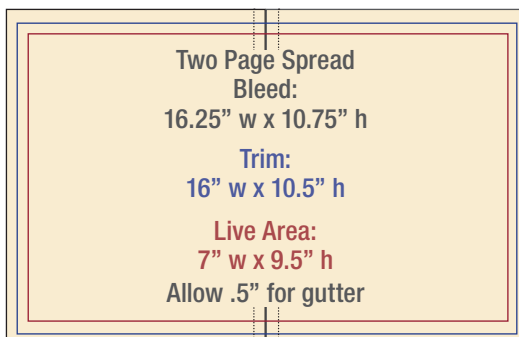 Two Page Spread
Bleed:
16.25” w x 10.75” h
Trim:
16” w x 10.5” h
Live Area:
7” w x 9.5” h
Allow .5” for gutter